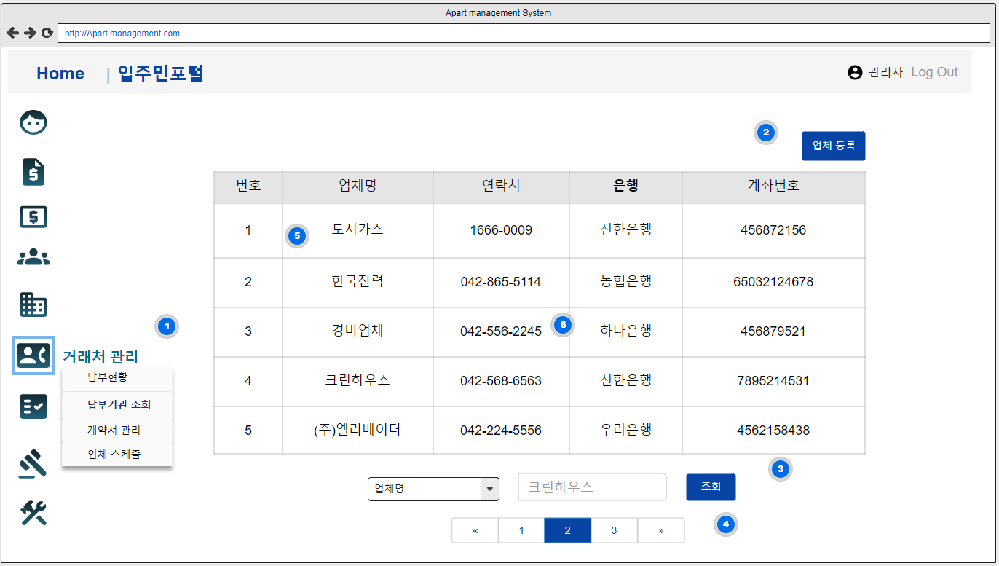 Apart management System
http://Apart management.com
Home | 입주민포털 관리자 Log Out
2
업체 등록
번호 업체명 연락처 은행 계좌번호
1 5 도시가스 1666-0009 신한은행 456872156
2 한국전력 042-865-5114 농협은행 65032124678
3 경비업체 042-556-2245 6 하나은행 456879521
4 크린하우스 042-568-6563 신한은행 7895214531
5 (주)엘리베이터 042-224-5556 우리은행 4562158438
1
거래처 관리
납부현황
납부기관 조회
계약서 관리
업체 스케줄
3
업체명 크린하우스 조회
4
« 1 2 3 »